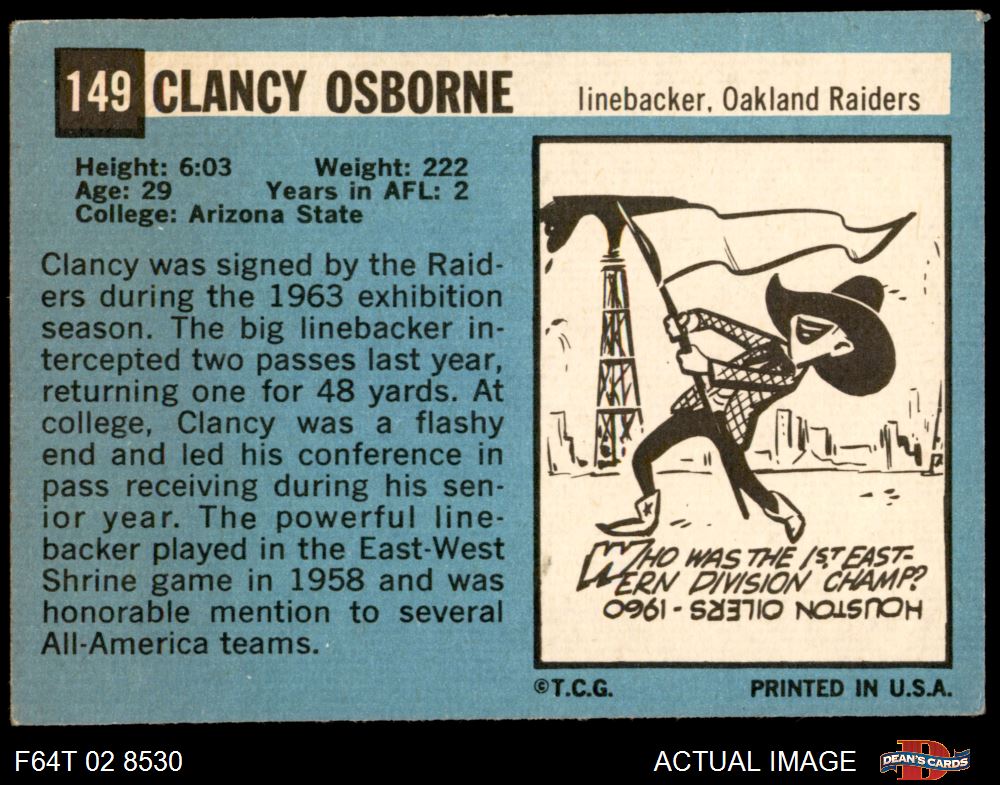 149 CLANCY OSBORNE linebacker, Oakland Raiders
Height: 6:03 Weight: 222
Age: 29 Years in AFL: 2
College: Arizona State
Clancy was signed by the Raid-
ers during the 1963 exhibition
season. The big linebacker in-
tercepted two passes last year,
returning one for 48 yards. At
college, Clancy was a flashy
end and led his conference in
pass receiving during his sen-
ior year. The powerful line-
backer played in the East-West
Shrine game in 1958 and was
honorable mention to several
All-America teams.
WHO WAS THE 1ST EAST-
ERN DIVISION CHAMP?
HOUSTON OILERS - 1960
©T.C.G. PRINTED IN U.S.A.
F64T 02 8530 ACTUAL IMAGE D DEAN'S CARDS